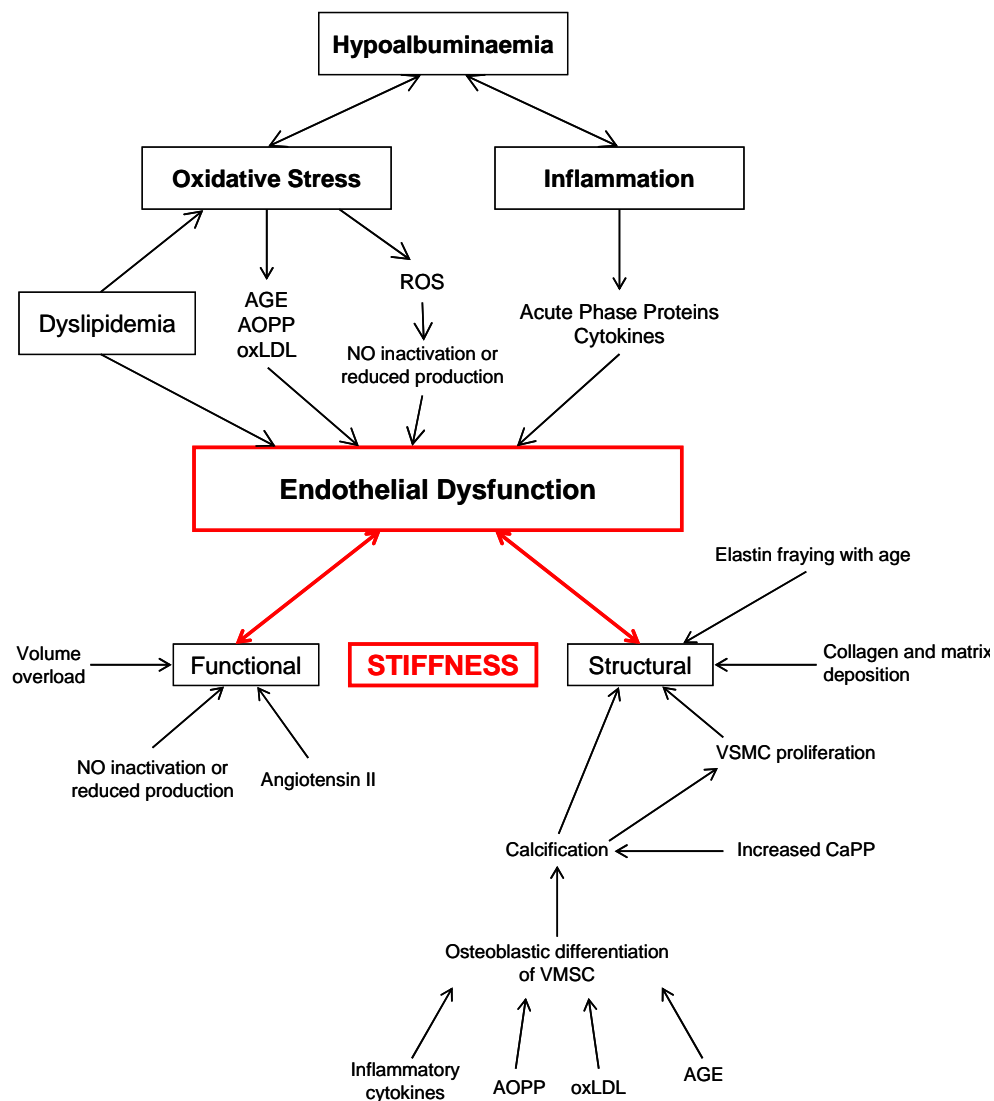 Hypoalbuminaemia
Oxidative Stress
Inflammation
ROS
AGE
AOPP
oxLDL
Dyslipidemia
Acute Phase Proteins
Cytokines
NO inactivation or
reduced production
Endothelial Dysfunction
Elastin fraying with age
Volume
overload
Functional
STIFFNESS
Structural
Collagen and matrix
deposition
NO inactivation or
reduced production
Angiotensin II
VSMC proliferation
Calcification
Increased CaPP
Osteoblastic differentiation
of VMSC
Inflammatory
cytokines
AOPP
oxLDL
AGE